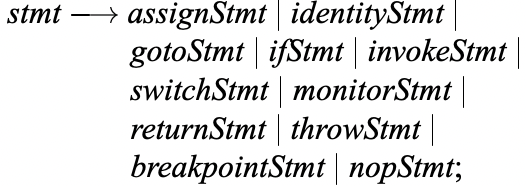 stmt ⟶ assignStmt | identityStmt |
gotoStmt | ifStmt | invokeStmt |
switchStmt | monitorStmt |
returnStmt | throwStmt |
breakpointStmt | nopStmt;